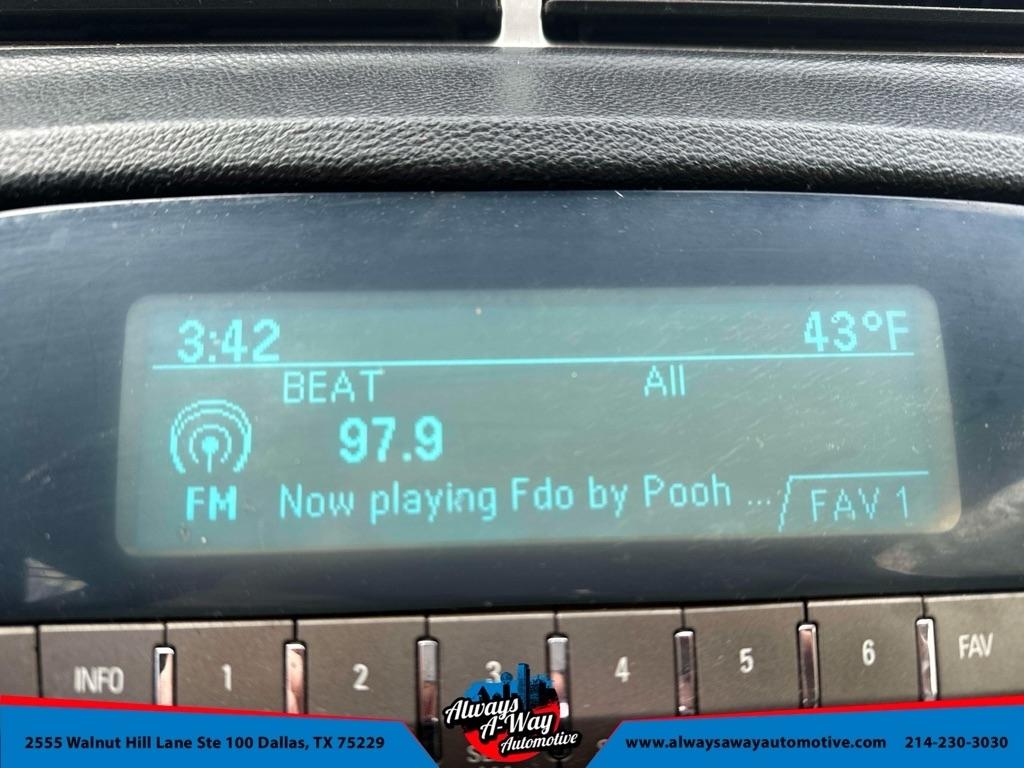 3:42 43°F
BEAT All
97.9
FM Now playing Fdo by Pooh ... FAV 1
INFO 1 2 3 4 5 6 FAV
Always
A-Way
Automotive
2555 Walnut Hill Lane Ste 100 Dallas, TX 75229
www.alwaysawayautomotive.com 214-230-3030